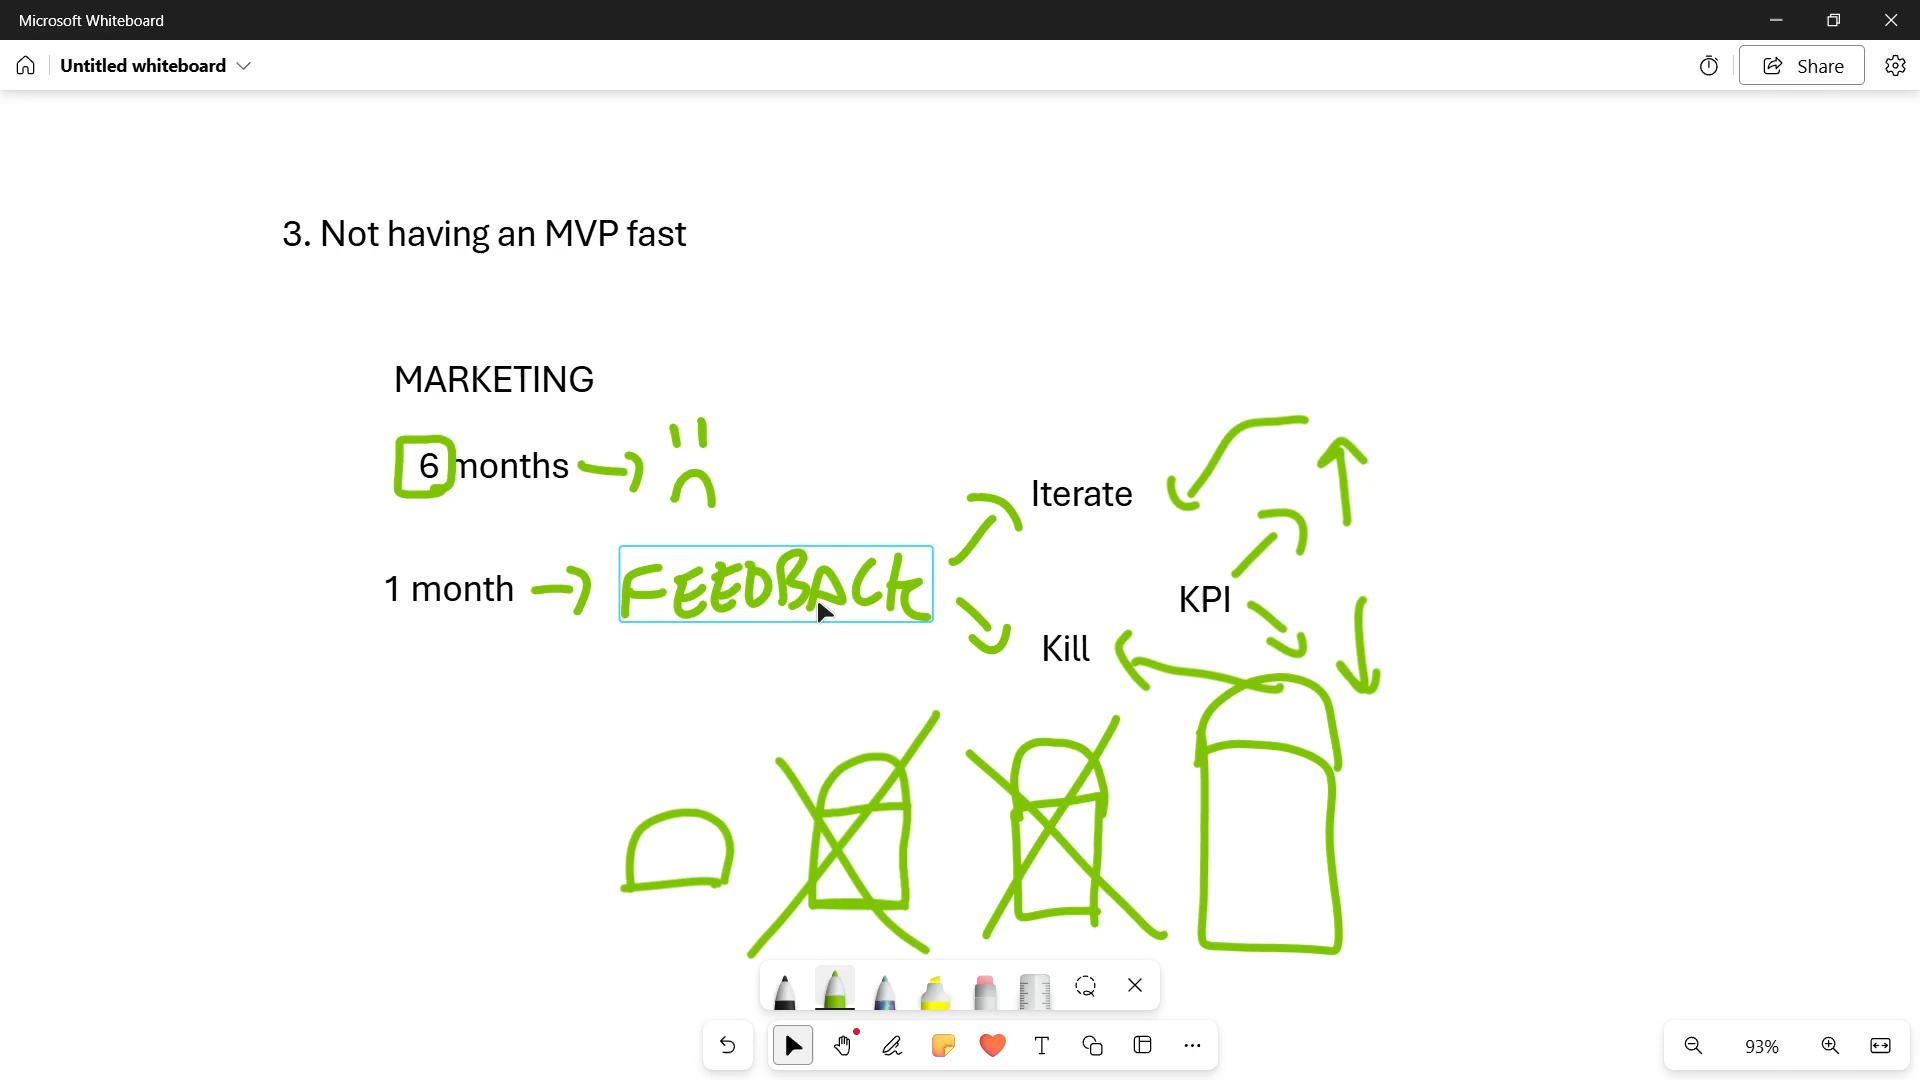 Microsoft Whiteboard
Untitled whiteboard
Share
3. Not having an MVP fast
MARKETING
6 months
Iterate
1 month
FEEDBACK
KPI
Kill
93%